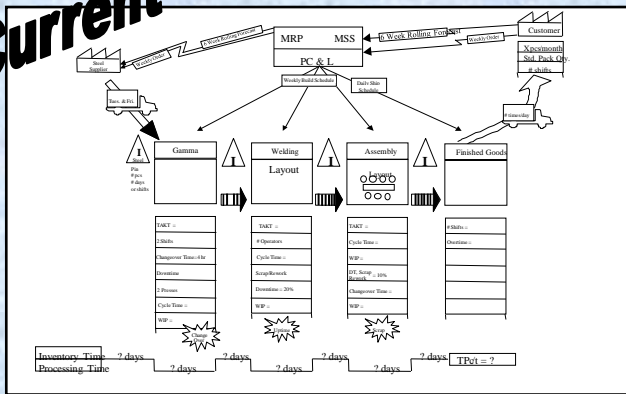 Current
6 Week Rolling Forecast
Weekly Order
MRP MSS
PC & L
6 Week Rolling Forecast
Weekly Order
Customer
Xpcs/month
Std. Pack Qty.
# shifts
Steel
Supplier
Weekly Build Schedule
Daily Ship
Schedule
Tues. & Fri.
# times/day
I
Steel
P/n
# pcs
# days
or shifts
Gamma
I
Welding
Layout
I
Assembly
Layout
I
Finished Goods
TAKT =
2 Shifts
Changeover Time=6hr
Downtime
2 Presses
Cycle Time =
WIP =
Change
Over
TAKT =
# Operators
Cycle Time =
Scrap/Rework
Downtime = 20%
WIP =
Uptime
TAKT =
Cycle Time =
WIP =
DT, Scrap
Rework = 10%
Changeover Time =
WIP =
Scrap
# Shifts =
Overtime =
Inventory Time
Processing Time
? days
? days
? days
? days
? days
? days
? days
? days
TPc/t = ?